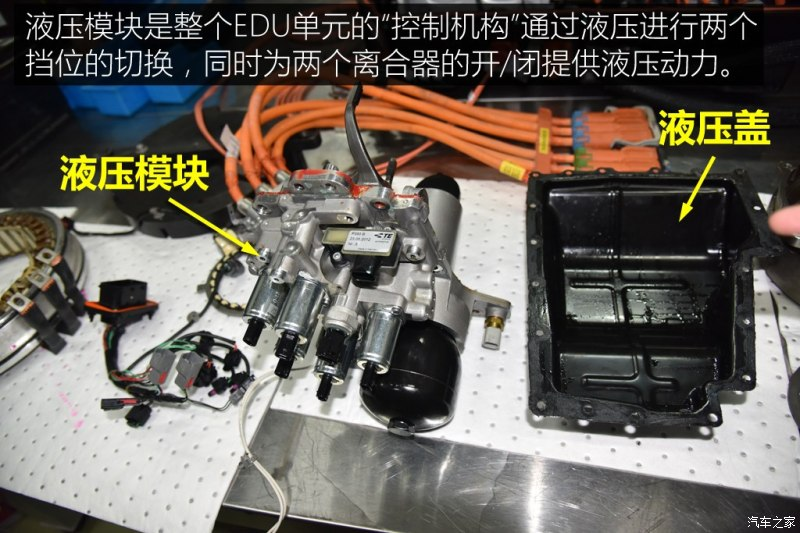 液压模块是整个EDU单元的“控制机构”通过液压进行两个
挡位的切换，同时为两个离合器的开/闭提供液压动力。
液压盖
液压模块
TE
汽车之家